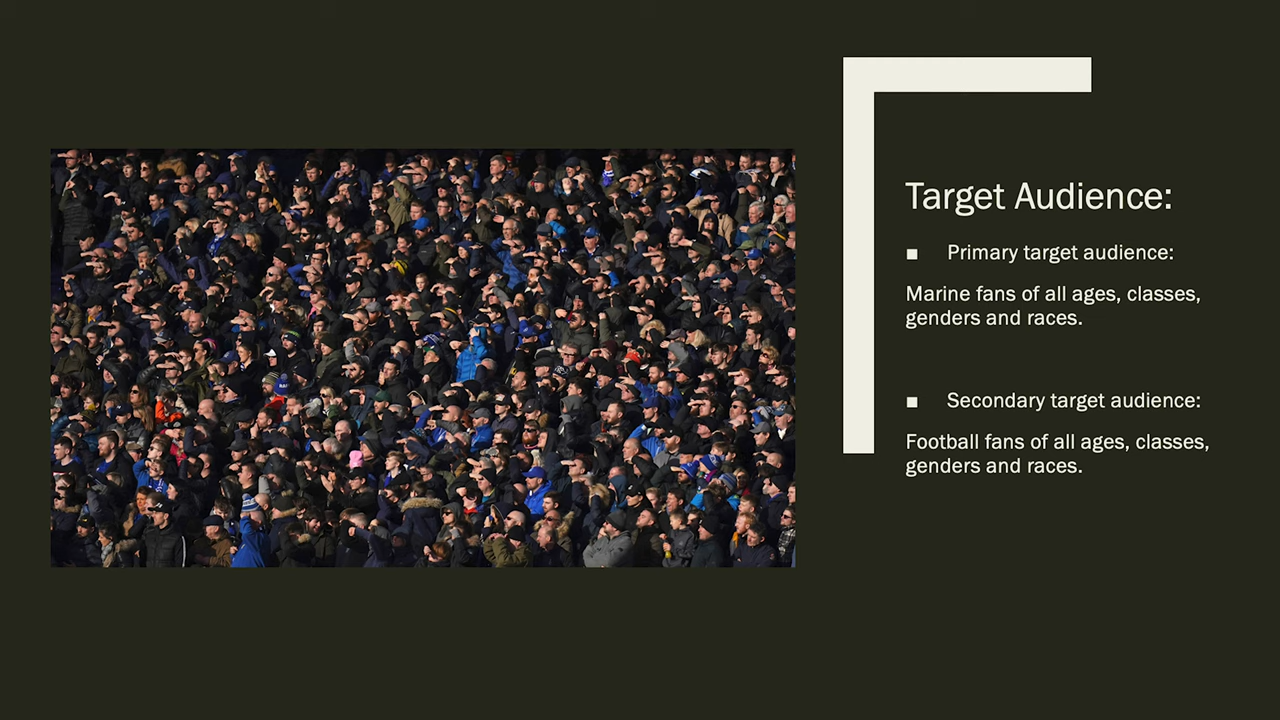 Target Audience:
■ Primary target audience:
Marine fans of all ages, classes,
genders and races.
■ Secondary target audience:
Football fans of all ages, classes,
genders and races.